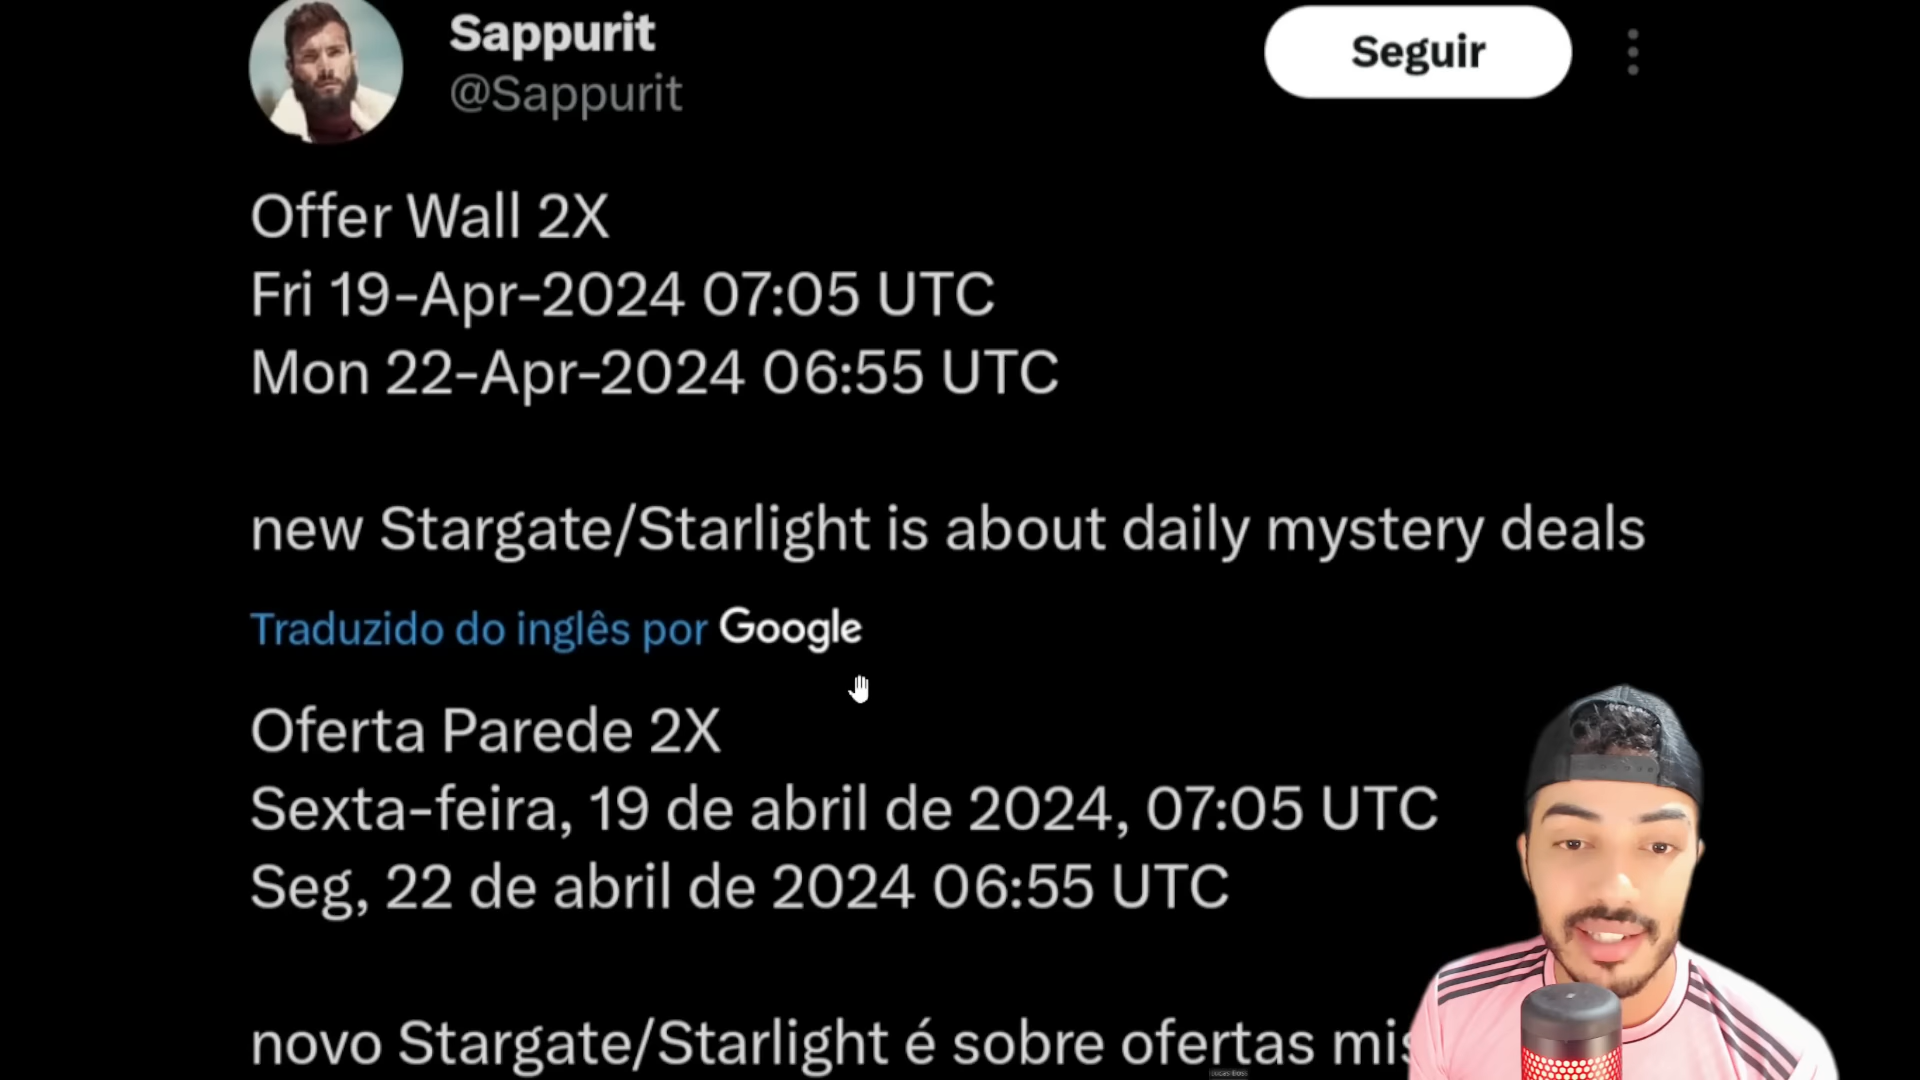 Sappurit
@Sappurit
Seguir
Offer Wall 2X
Fri 19-Apr-2024 07:05 UTC
Mon 22-Apr-2024 06:55 UTC
new Stargate/Starlight is about daily mystery deals
Traduzido do inglês por Google
Oferta Parede 2X
Sexta-feira, 19 de abril de 2024, 07:05 UTC
Seg, 22 de abril de 2024 06:55 UTC
novo Stargate/Starlight é sobre ofertas